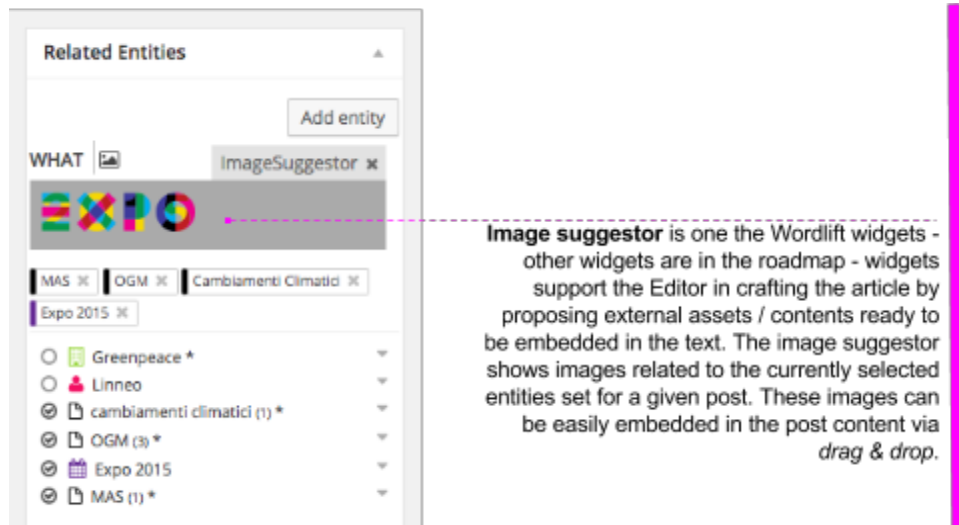 Related Entities
Add entity
WHAT
ImageSuggestor ×
EXPO
MAS × OGM × Cambiamenti Climatici ×
Expo 2015 ×
Greenpeace *
Linneo
cambiamenti climatici (1) *
OGM (3) *
Expo 2015
MAS (1) *
Image suggestor is one the Wordlift widgets -
other widgets are in the roadmap - widgets
support the Editor in crafting the article by
proposing external assets / contents ready to
be embedded in the text. The image suggestor
shows images related to the currently selected
entities set for a given post. These images can
be easily embedded in the post content via
drag & drop.